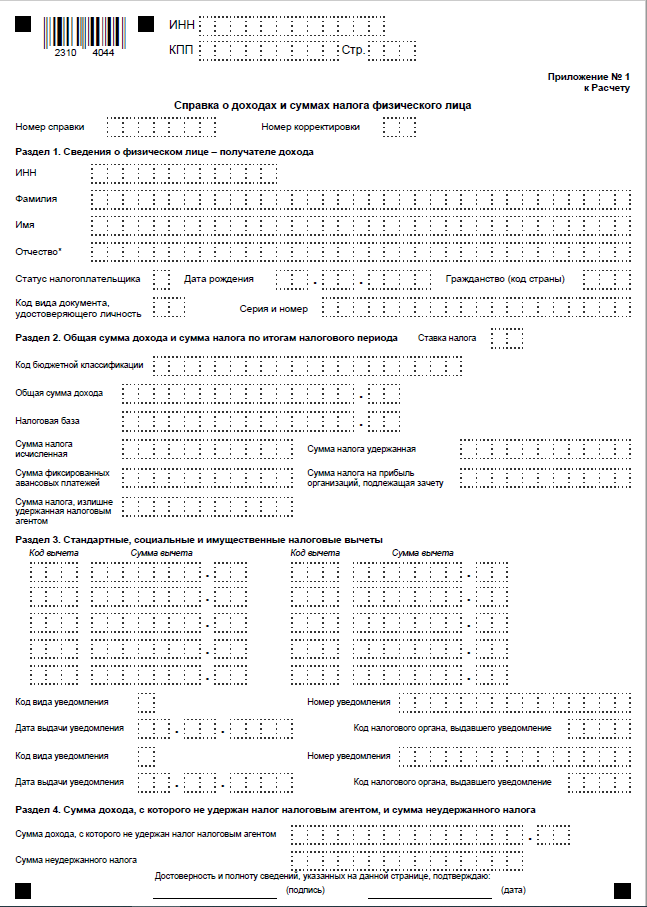 ИНН
2310 4044
КПП Стр.
Приложение № 1
к Расчету
Справка о доходах и суммах налога физического лица
Номер справки Номер корректировки
Раздел 1. Сведения о физическом лице – получателе дохода
ИНН
Фамилия
Имя
Отчество*
Статус налогоплательщика Дата рождения . . Гражданство (код страны)
Код вида документа,
удостоверяющего личность Серия и номер
Раздел 2. Общая сумма дохода и сумма налога по итогам налогового периода Ставка налога
Код бюджетной классификации
Общая сумма дохода .
Налоговая база .
Сумма налога
исчисленная Сумма налога удержанная
Сумма фиксированных
авансовых платежей
Сумма налога на прибыль
организаций, подлежащая зачету
Сумма налога, излишне
удержанная налоговым
агентом
Раздел 3. Стандартные, социальные и имущественные налоговые вычеты
Код вычета Сумма вычета Код вычета Сумма вычета
. .
. .
. .
. .
. .
Код вида уведомления Номер уведомления
Дата выдачи уведомления . . Код налогового органа, выдавшего уведомление
Код вида уведомления Номер уведомления
Дата выдачи уведомления . . Код налогового органа, выдавшего уведомление
Раздел 4. Сумма дохода, с которого не удержан налог налоговым агентом, и сумма неудержанного налога
Сумма дохода, с которого не удержан налог налоговым агентом .
Сумма неудержанного налога
Достоверность и полноту сведений, указанных на данной странице, подтверждаю:
(подпись) (дата)